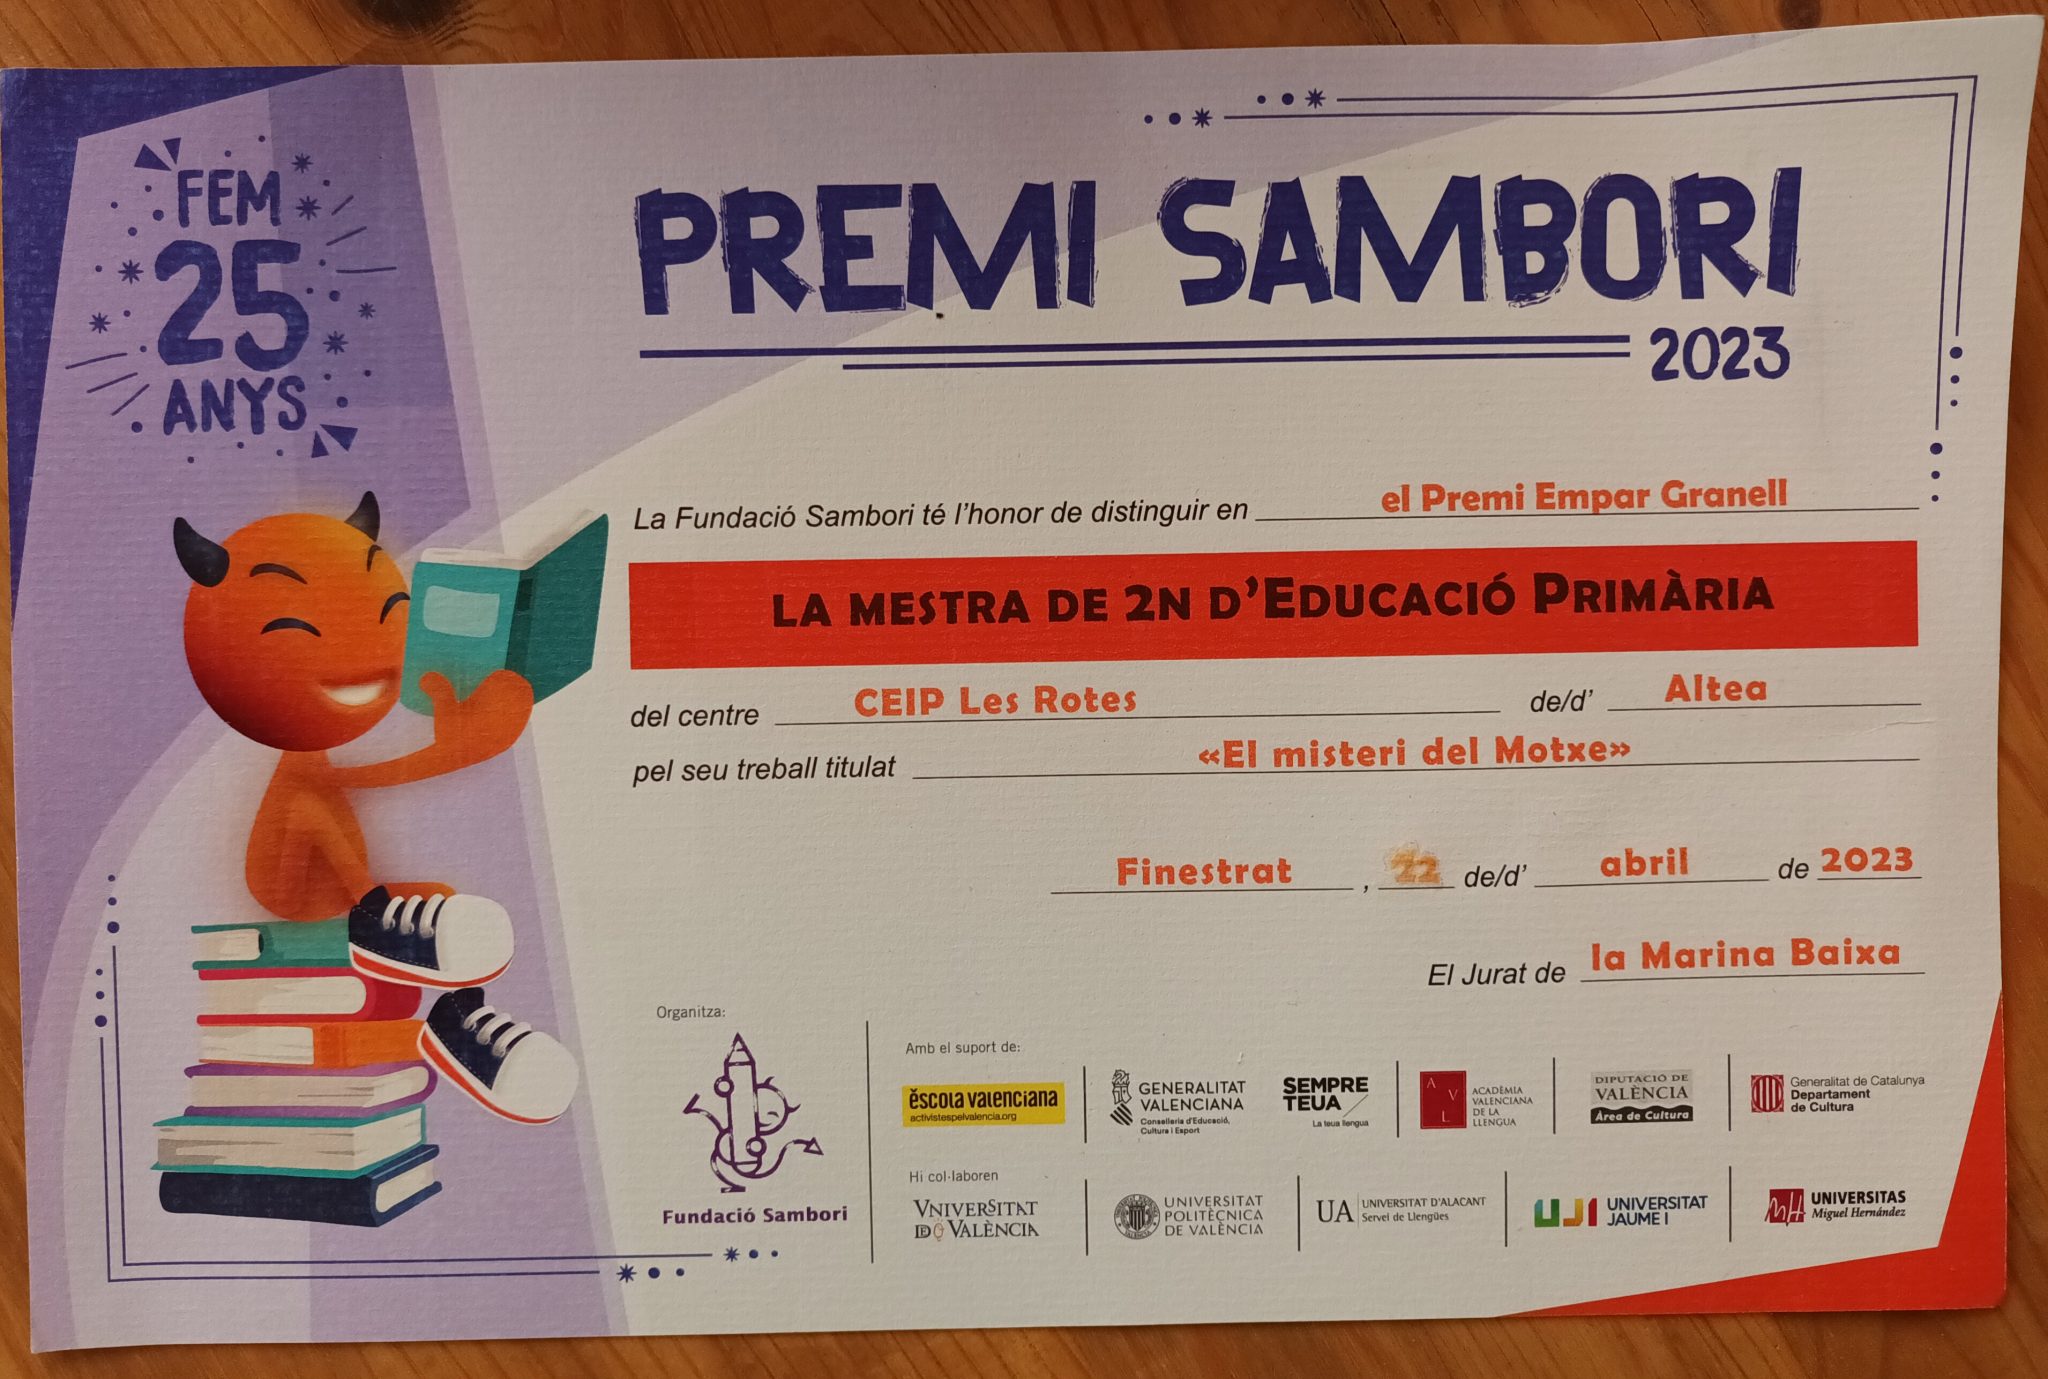 FEM
25
ANYS
PREMI SAMBORI
2023
La Fundació Sambori té l'honor de distinguir en el Premi Empar Granell
LA MESTRA DE 2N D'EDUCACIÓ PRIMÀRIA
del centre CEIP Les Rotes de/d' Altea
pel seu treball titulat «El misteri del Motxe»
Finestrat, 22 de/d' abril de 2023
El Jurat de la Marina Baixa
Organitza:
Fundació Sambori
Amb el suport de:
escola valenciana
activistespelvalencia.org
GENERALITAT
VALENCIANA
Conselleria d'Educació,
Cultura i Esport
SEMPRE
TEUA
La teua llengua
AVL
ACADÈMIA
VALENCIANA
DE LA
LLENGUA
DIPUTACIÓ DE
VALÈNCIA
Àrea de Cultura
Generalitat de Catalunya
Departament
de Cultura
Hi col·laboren
VNIVERSITAT
DE VALÈNCIA
UNIVERSITAT
POLITÈCNICA
DE VALÈNCIA
UA
UNIVERSITAT D'ALACANT
Servei de Llengües
UJI
UNIVERSITAT
JAUME I
MH
UNIVERSITAS
Miguel Hernández